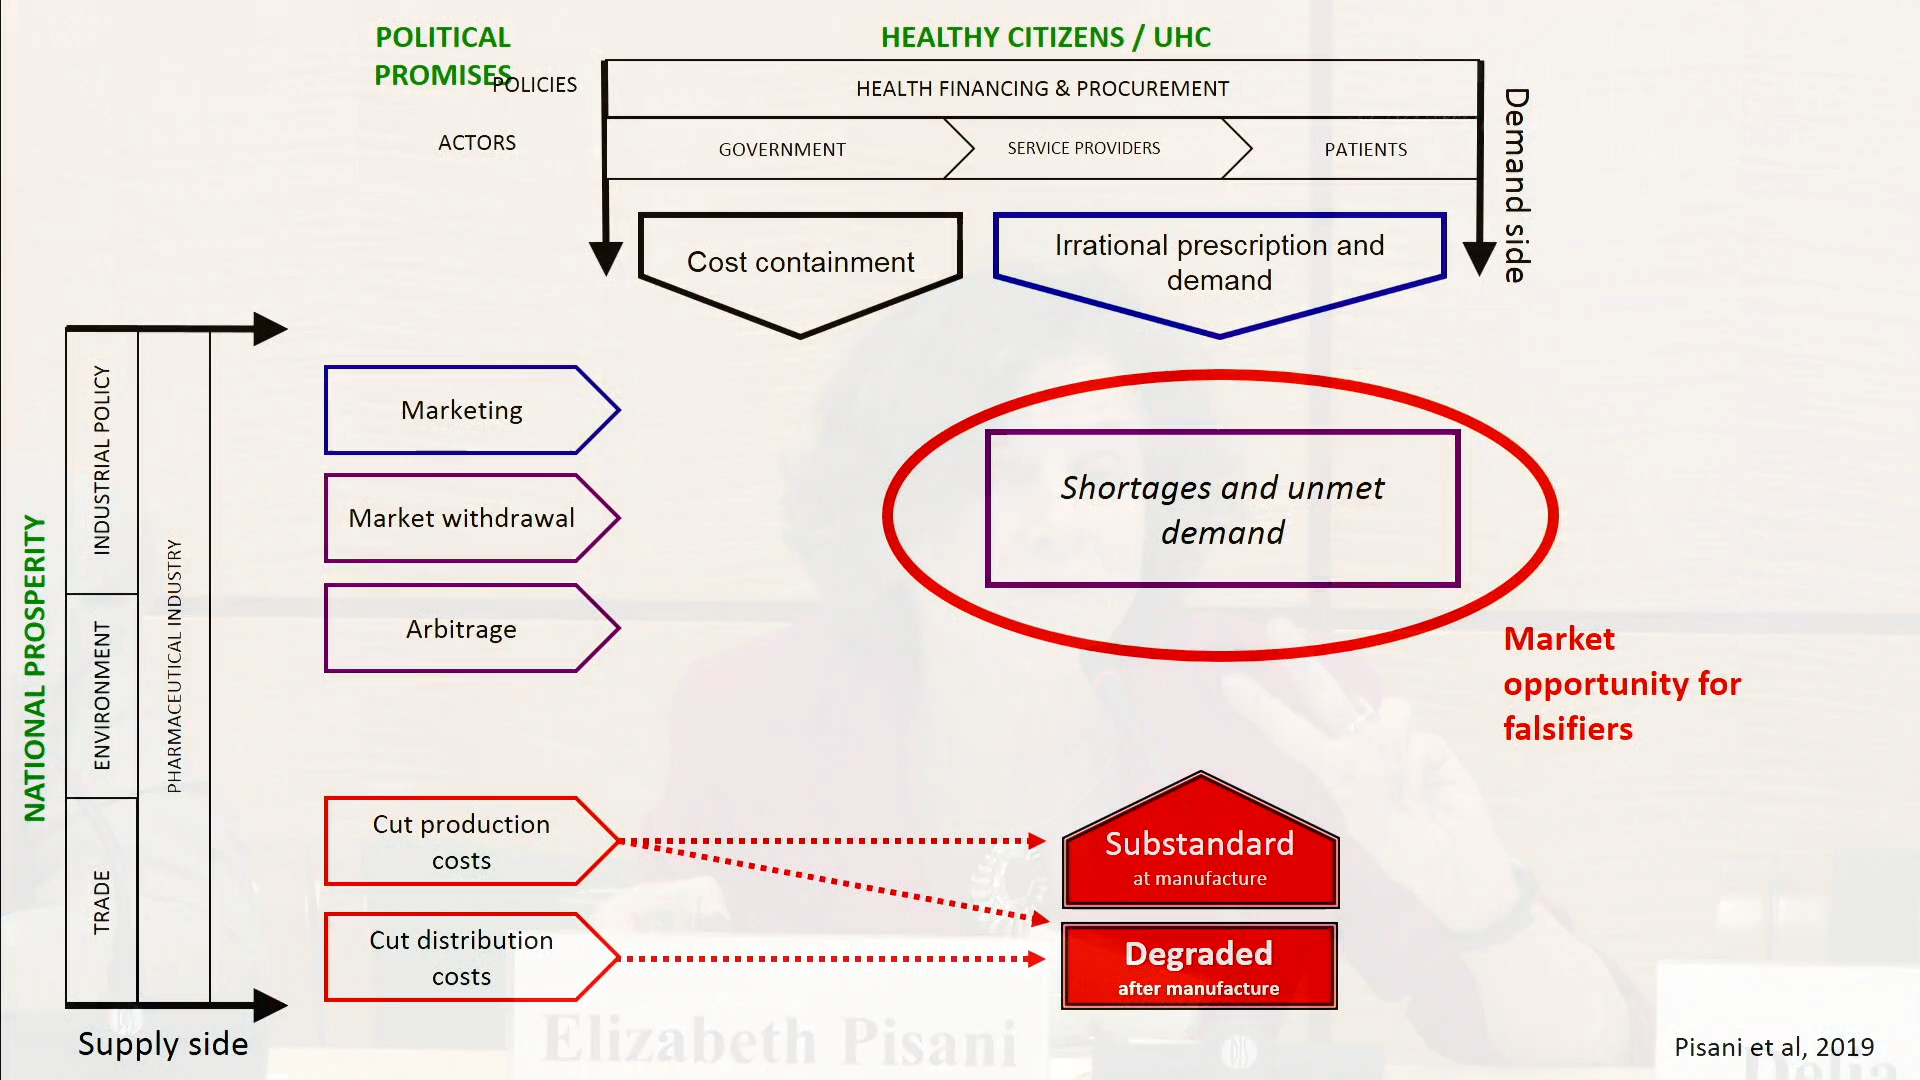 POLITICAL
PROMISES
HEALTHY CITIZENS / UHC
POLICIES
HEALTH FINANCING & PROCUREMENT
ACTORS
GOVERNMENT
SERVICE PROVIDERS
PATIENTS
Demand side
Cost containment
Irrational prescription and
demand
NATIONAL PROSPERITY
INDUSTRIAL POLICY
ENVIRONMENT
TRADE
PHARMACEUTICAL INDUSTRY
Marketing
Market withdrawal
Arbitrage
Shortages and unmet
demand
Market
opportunity for
falsifiers
Cut production
costs
Cut distribution
costs
Substandard
at manufacture
Degraded
after manufacture
Supply side
Elizabeth Pisani
Pisani et al, 2019